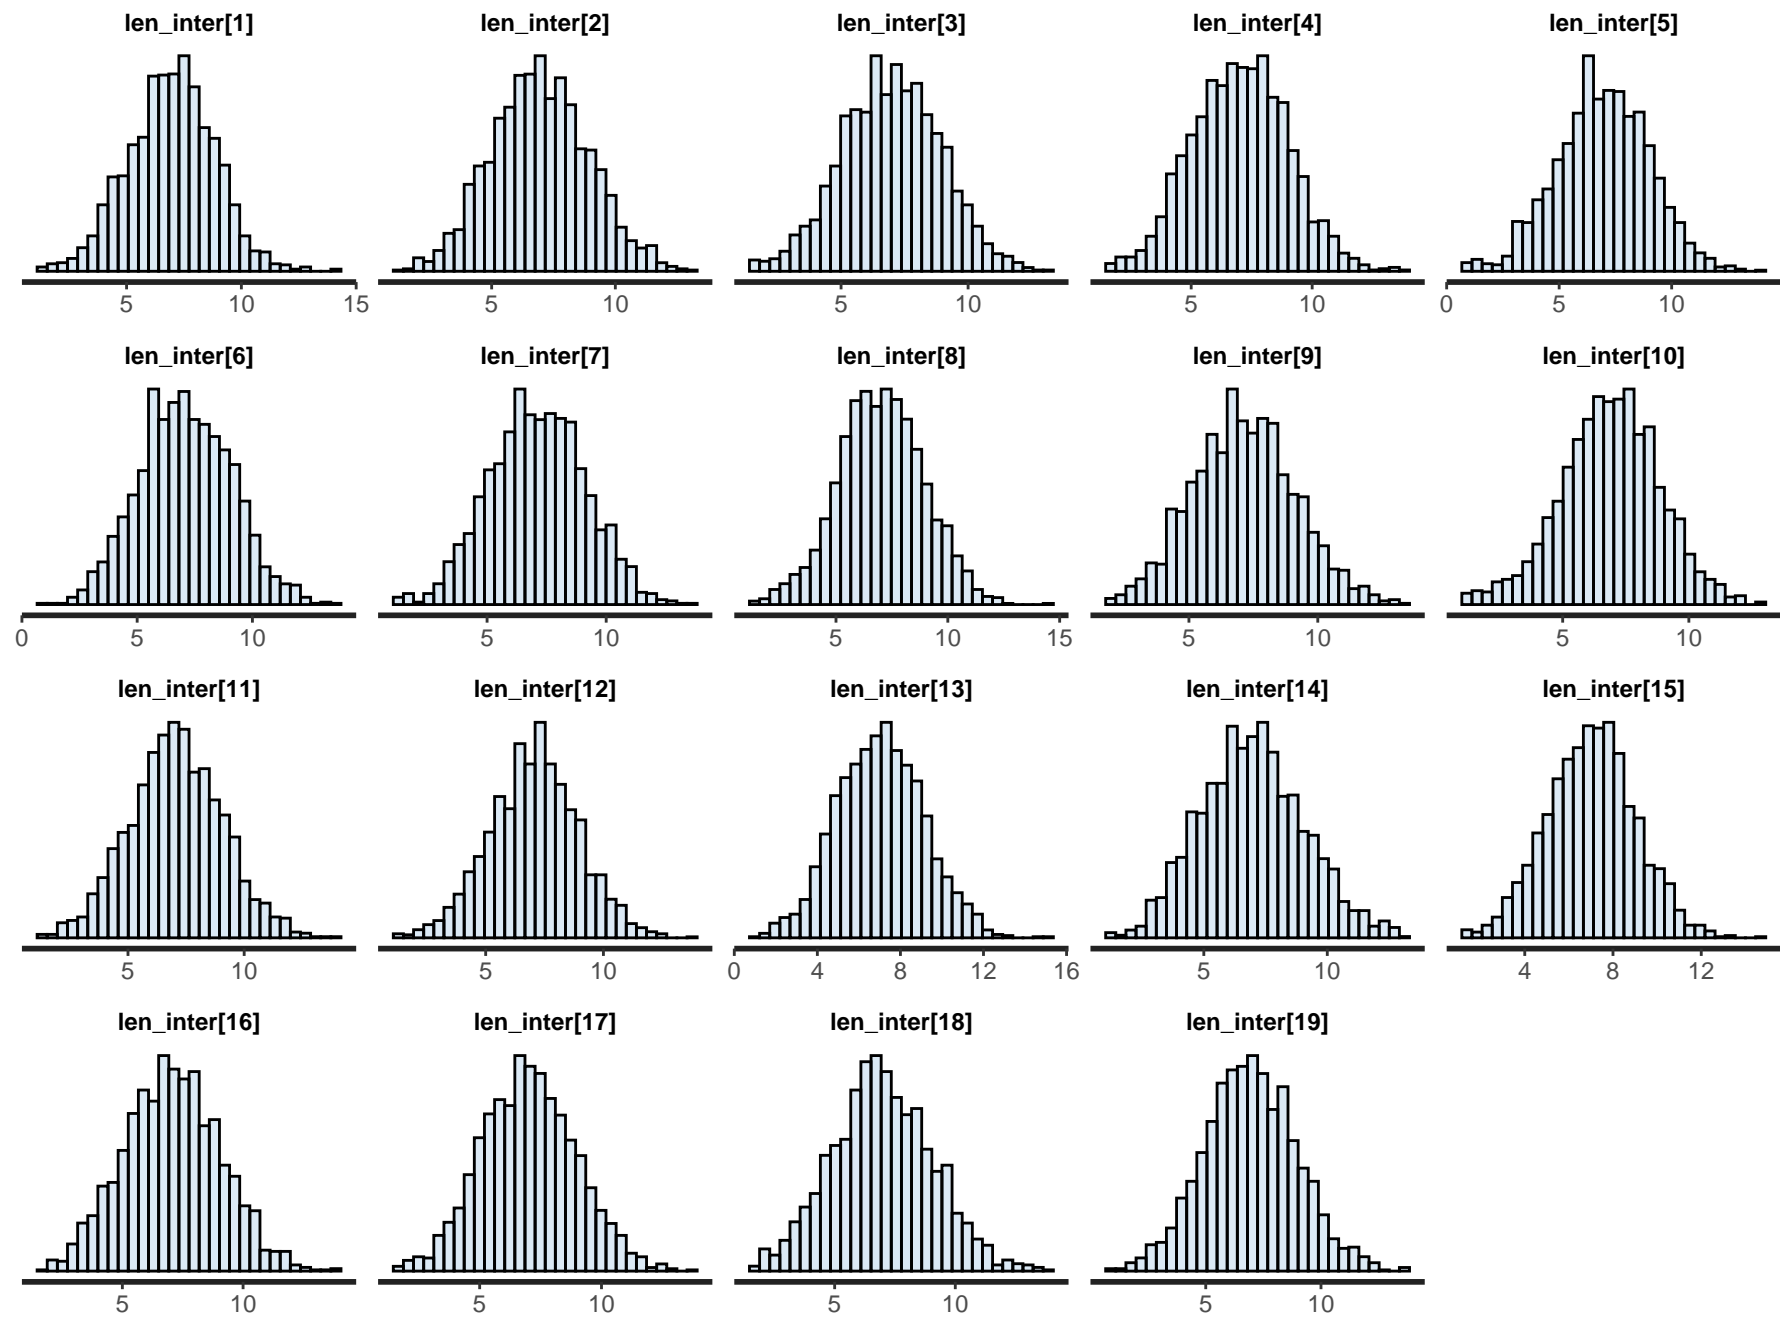 len_inter[1] len_inter[2] len_inter[3] len_inter[4] len_inter[5]
5 10 15 5 10 5 10 5 10 0 5 10
len_inter[6] len_inter[7] len_inter[8] len_inter[9] len_inter[10]
0 5 10 5 10 5 10 15 5 10 5 10
len_inter[11] len_inter[12] len_inter[13] len_inter[14] len_inter[15]
5 10 5 10 0 4 8 12 16 5 10 4 8 12
len_inter[16] len_inter[17] len_inter[18] len_inter[19]
5 10 5 10 5 10 5 10